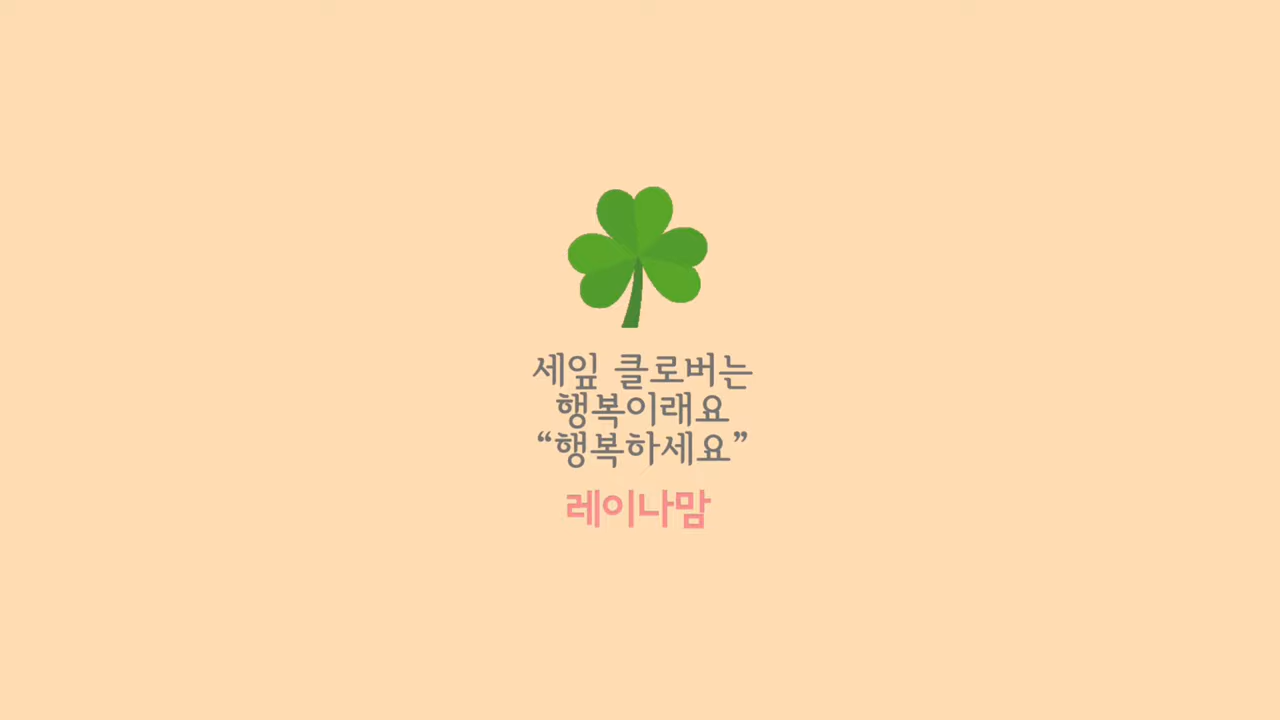 세잎 클로버는
행복이래요
“행복하세요”
레이나맘